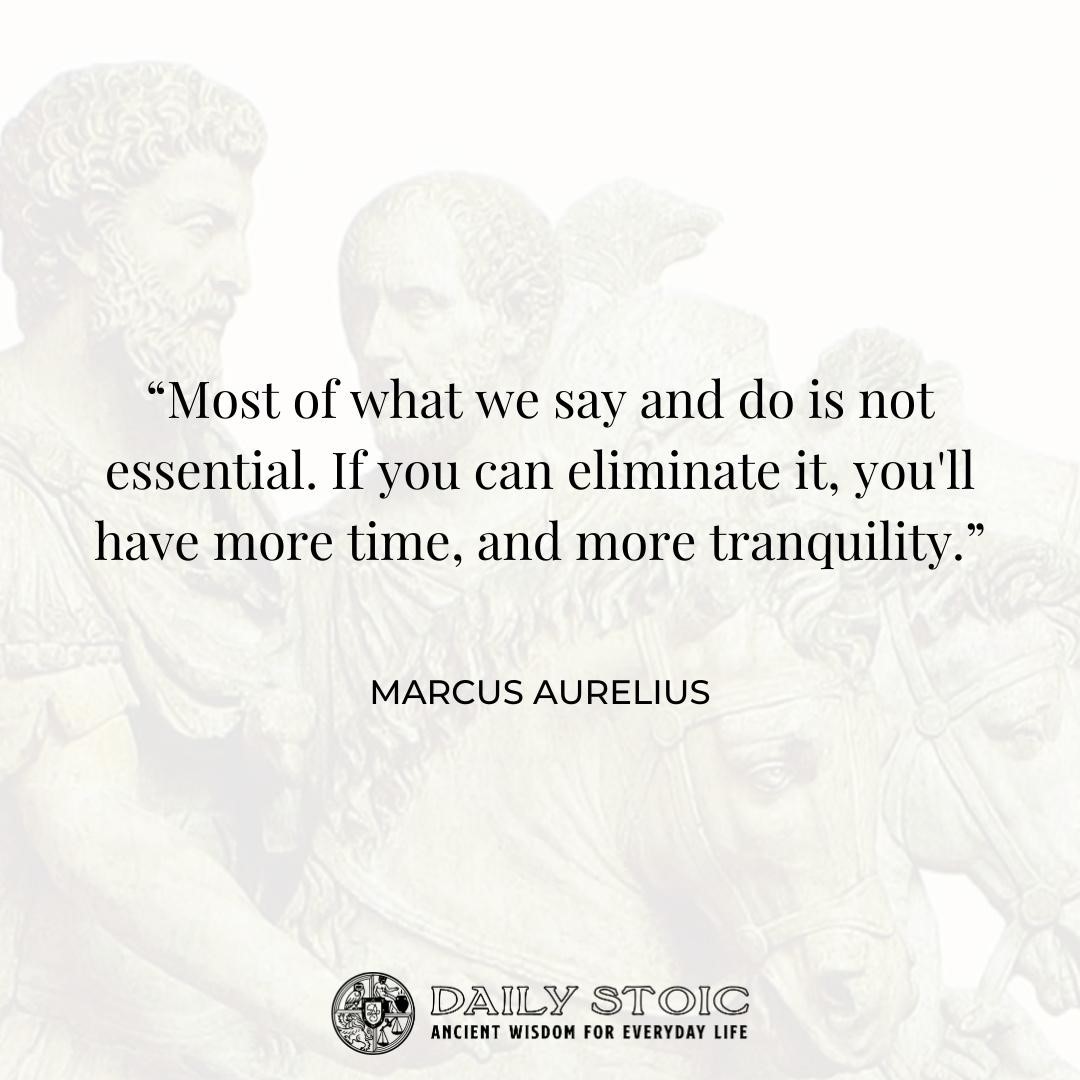 “Most of what we say and do is not
essential. If you can eliminate it, you'll
have more time, and more tranquility.”
MARCUS AURELIUS
DAILY STOIC
ANCIENT WISDOM FOR EVERYDAY LIFE